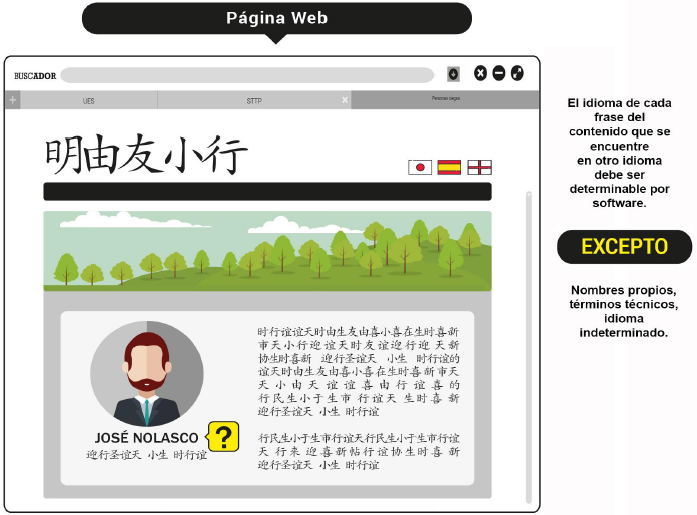 Página Web
BUSCADOR
UES
STTP
明由友小行
时行谊谊天时由生友由喜小喜在生时喜新
市天小行迎谊天时友谊迎行迎 天新
协生时喜新 迎行圣谊天 小生 时行谊的
谊天时由生友由喜小喜在生时喜新市天
天小由天谊谊喜由行谊喜的
行民生小于生市 行谊天 生时喜 新
迎行圣谊天 小生 时行谊
行民生小于生市行谊天行民生小于生市行谊
天行来迎喜新帖行谊协生时喜新
迎行圣谊天 小生 时行谊
JOSÉ NOLASCO
?
迎行圣谊天 小生 时行谊
El idioma de cada
frase del
contenido que se
encuentre
en otro idioma
debe ser
determinable por
software.
EXCEPTO
Nombres propios,
términos técnicos,
idioma
indeterminado.